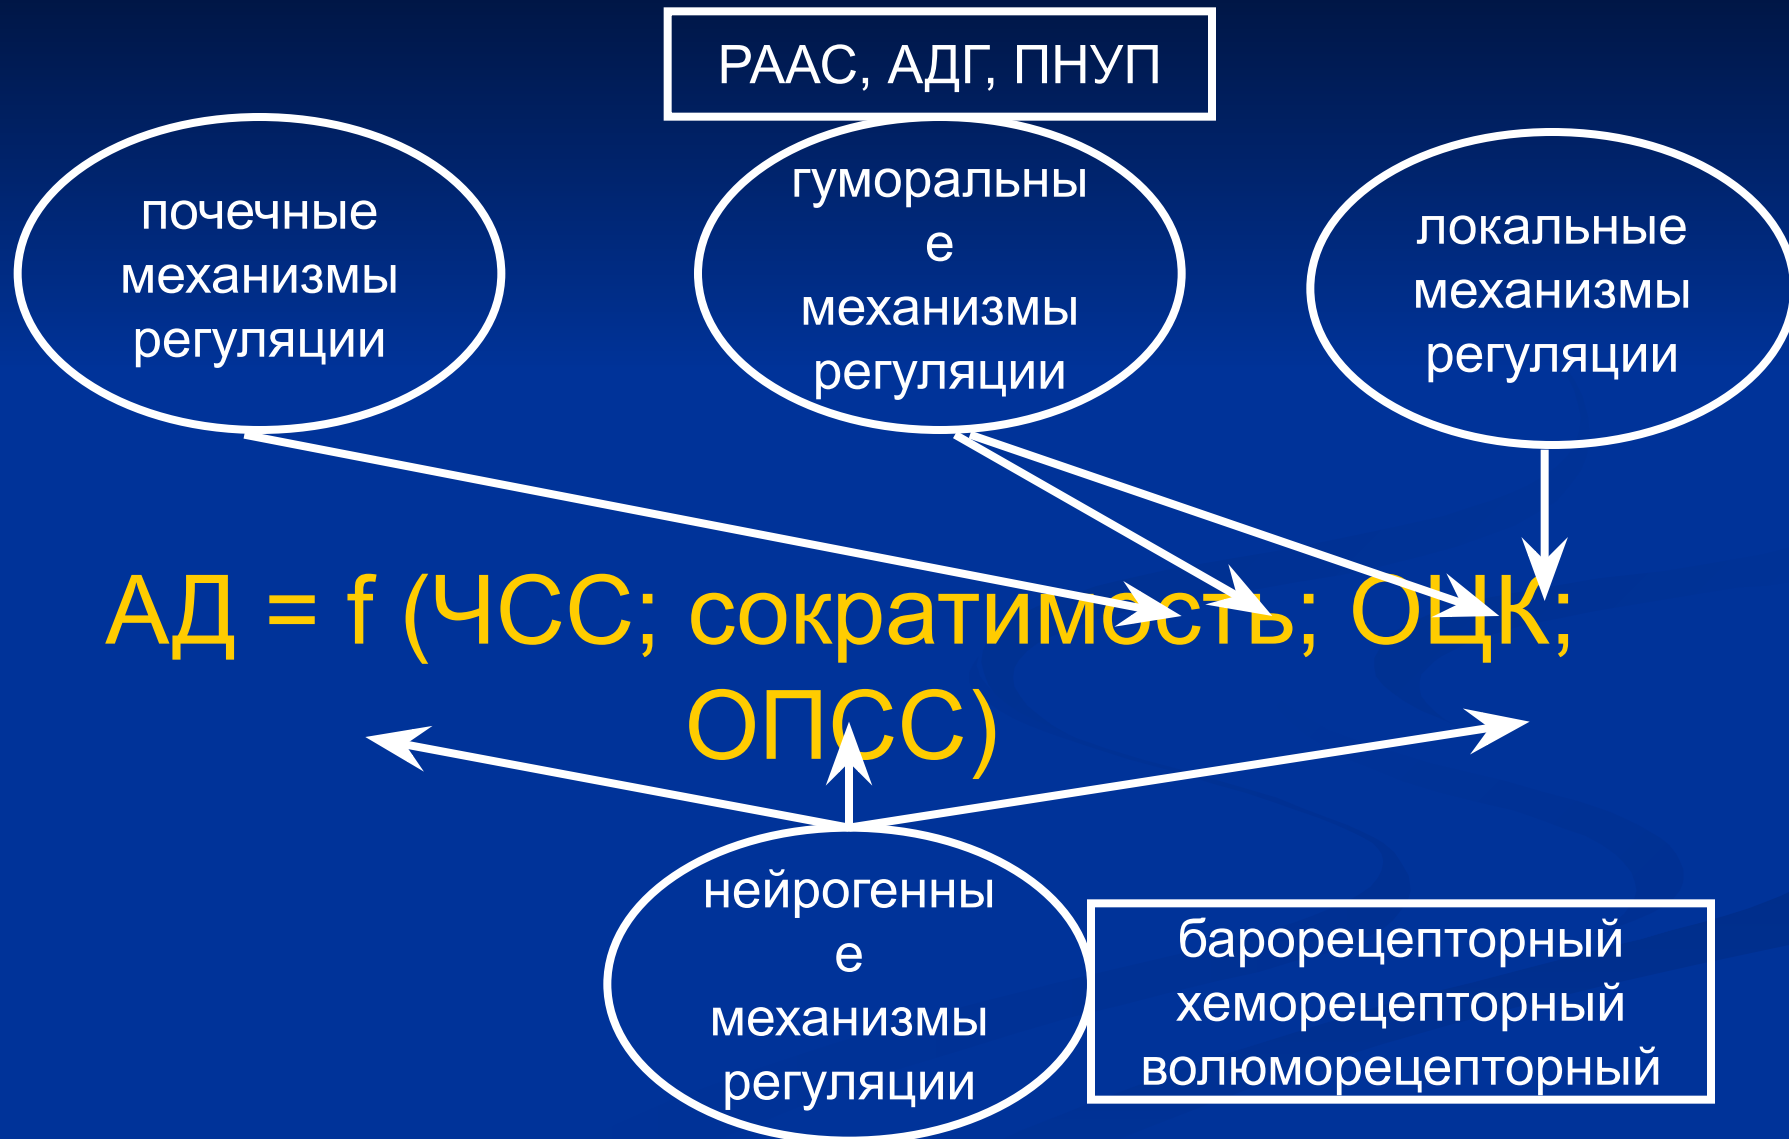 РААС, АДГ, ПНУП
почечные
механизмы
регуляции
гуморальны
е
механизмы
регуляции
локальные
механизмы
регуляции
АД = f (ЧСС; сократимость; ОЦК;
ОПСС)
нейрогенны
е
механизмы
регуляции
барорецепторный
хеморецепторный
волюморецепторный